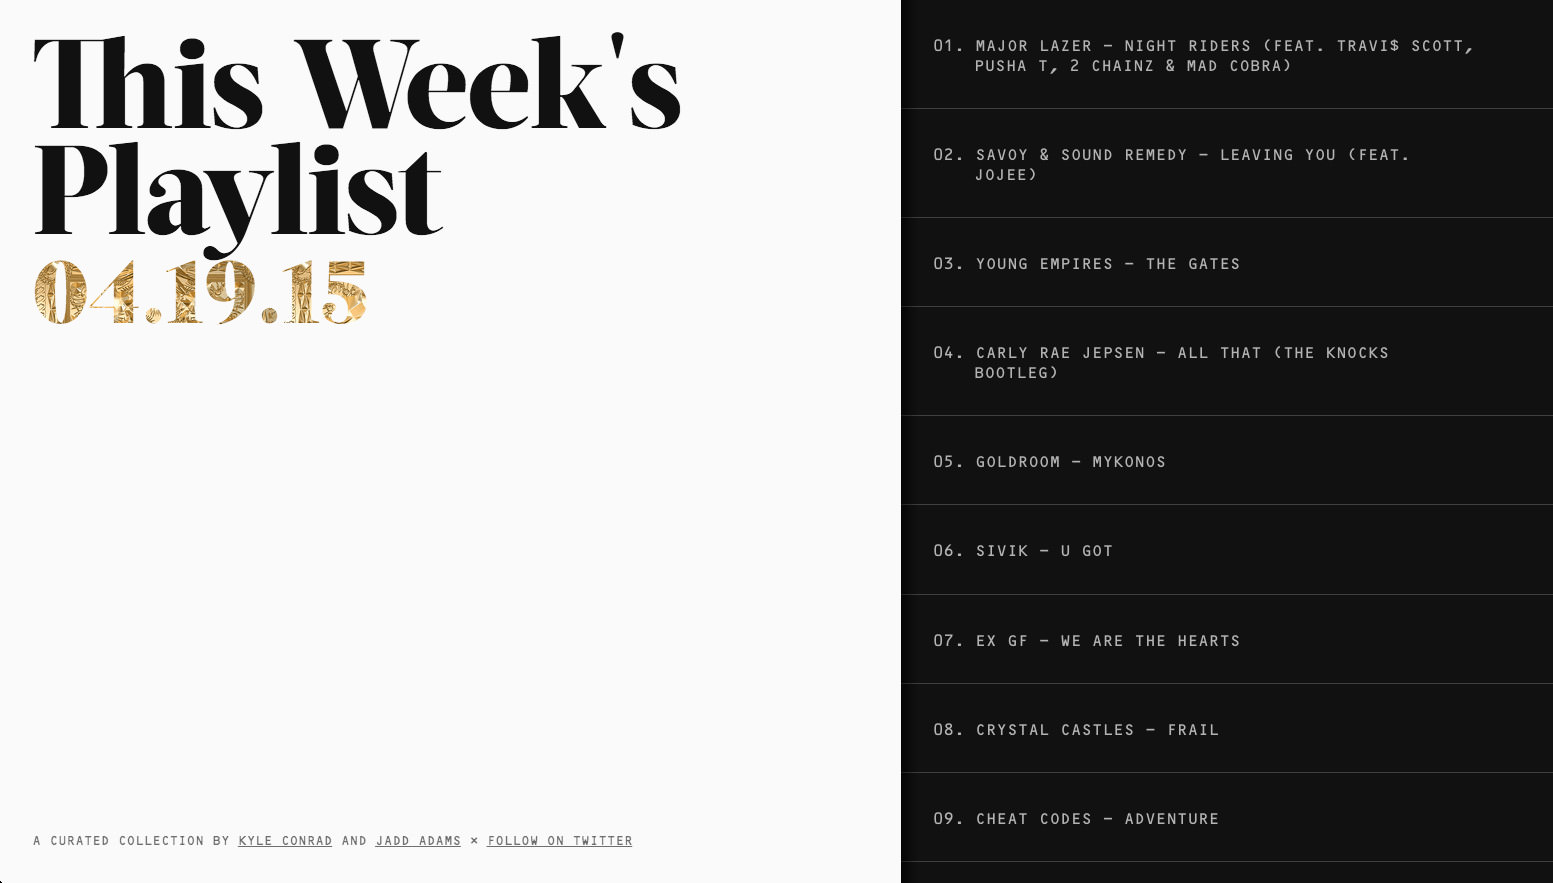 This Week's
Playlist
04.19.15
A CURATED COLLECTION BY KYLE CONRAD AND JADD ADAMS × FOLLOW ON TWITTER
01. MAJOR LAZER – NIGHT RIDERS (FEAT. TRAVI$ SCOTT,
PUSHA T, 2 CHAINZ & MAD COBRA)
02. SAVOY & SOUND REMEDY – LEAVING YOU (FEAT.
JOJEE)
03. YOUNG EMPIRES – THE GATES
04. CARLY RAE JEPSEN – ALL THAT (THE KNOCKS
BOOTLEG)
05. GOLDROOM – MYKONOS
06. SIVIK – U GOT
07. EX GF – WE ARE THE HEARTS
08. CRYSTAL CASTLES – FRAIL
09. CHEAT CODES – ADVENTURE